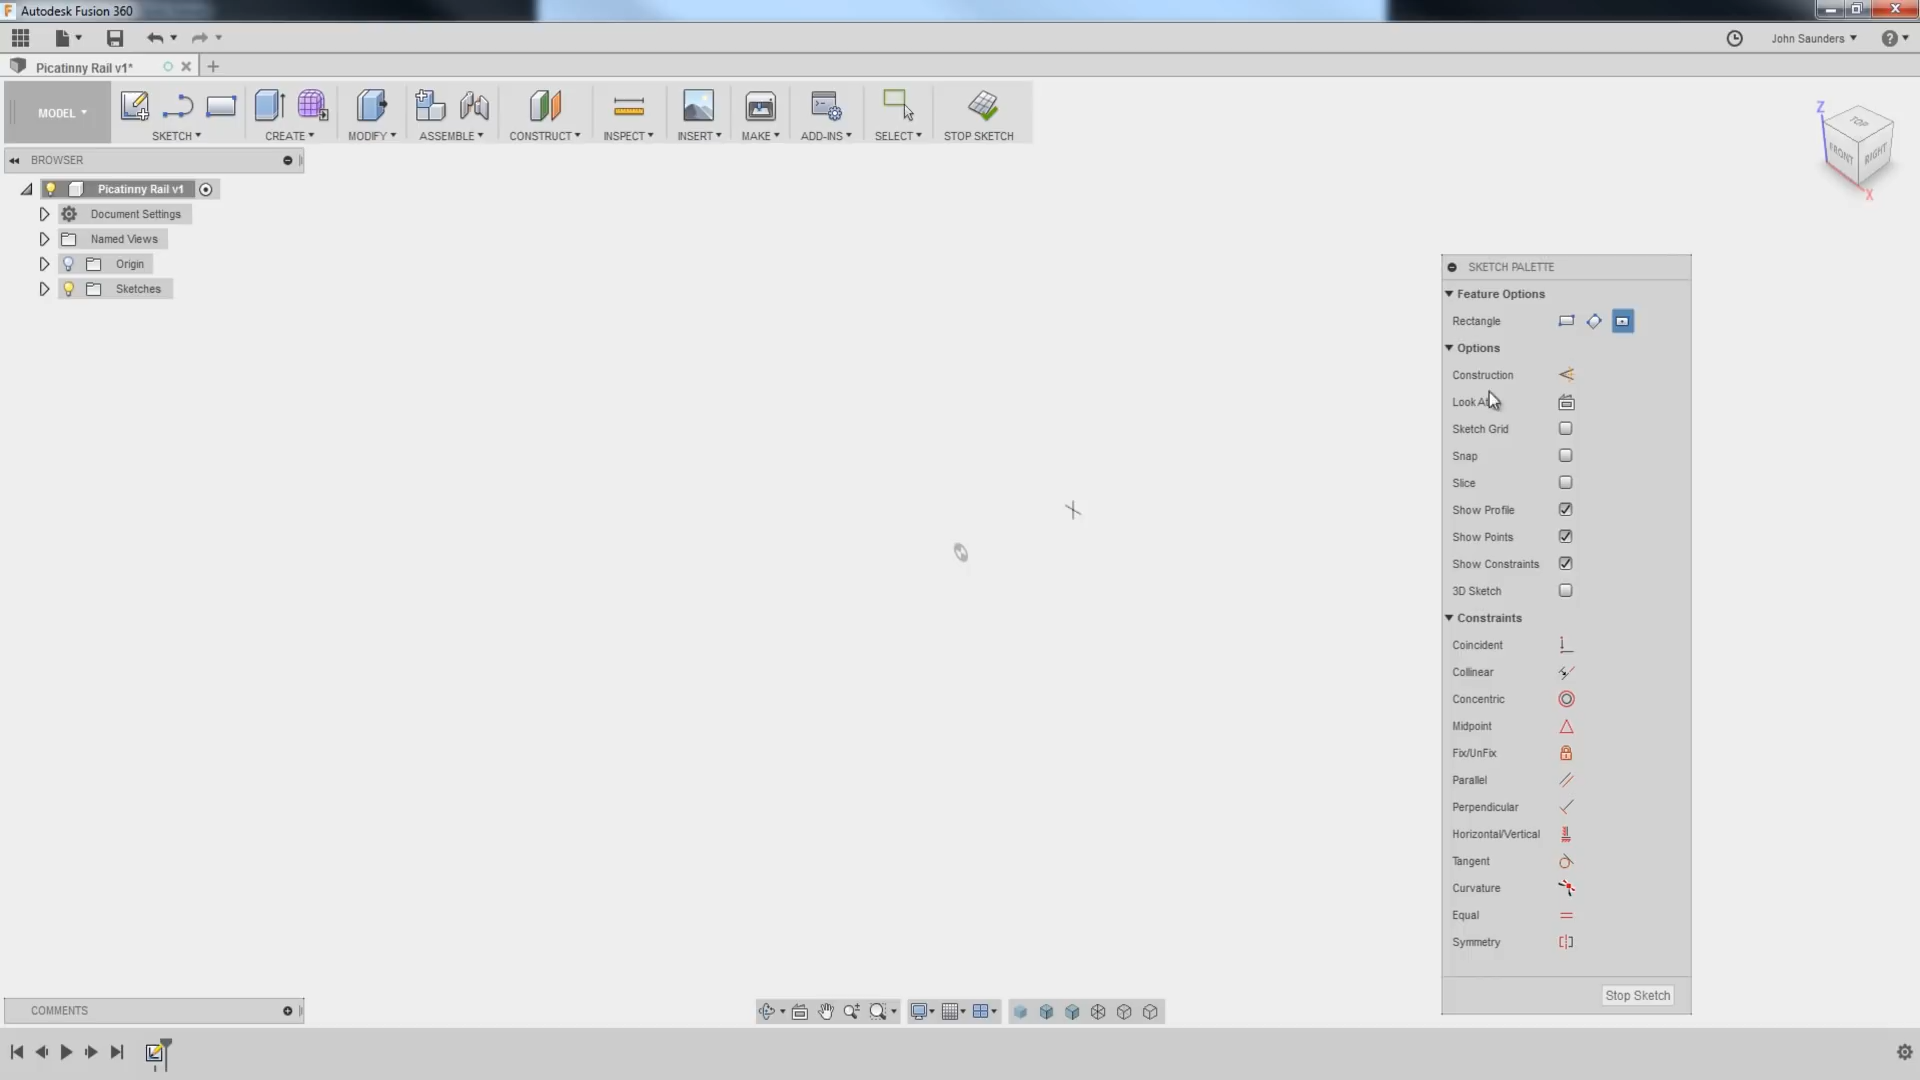 Autodesk Fusion 360
John Saunders
Picatinny Rail v1*
MODEL
SKETCH
CREATE
MODIFY
ASSEMBLE
CONSTRUCT
INSPECT
INSERT
MAKE
ADD-INS
SELECT
STOP SKETCH
Z
TOP
FRONT
RIGHT
X
BROWSER
Picatinny Rail v1
Document Settings
Named Views
Origin
Sketches
SKETCH PALETTE
Feature Options
Rectangle
Options
Construction
Look At
Sketch Grid
Snap
Slice
Show Profile
Show Points
Show Constraints
3D Sketch
Constraints
Coincident
Collinear
Concentric
Midpoint
Fix/UnFix
Parallel
Perpendicular
Horizontal/Vertical
Tangent
Curvature
Equal
Symmetry
Stop Sketch
COMMENTS